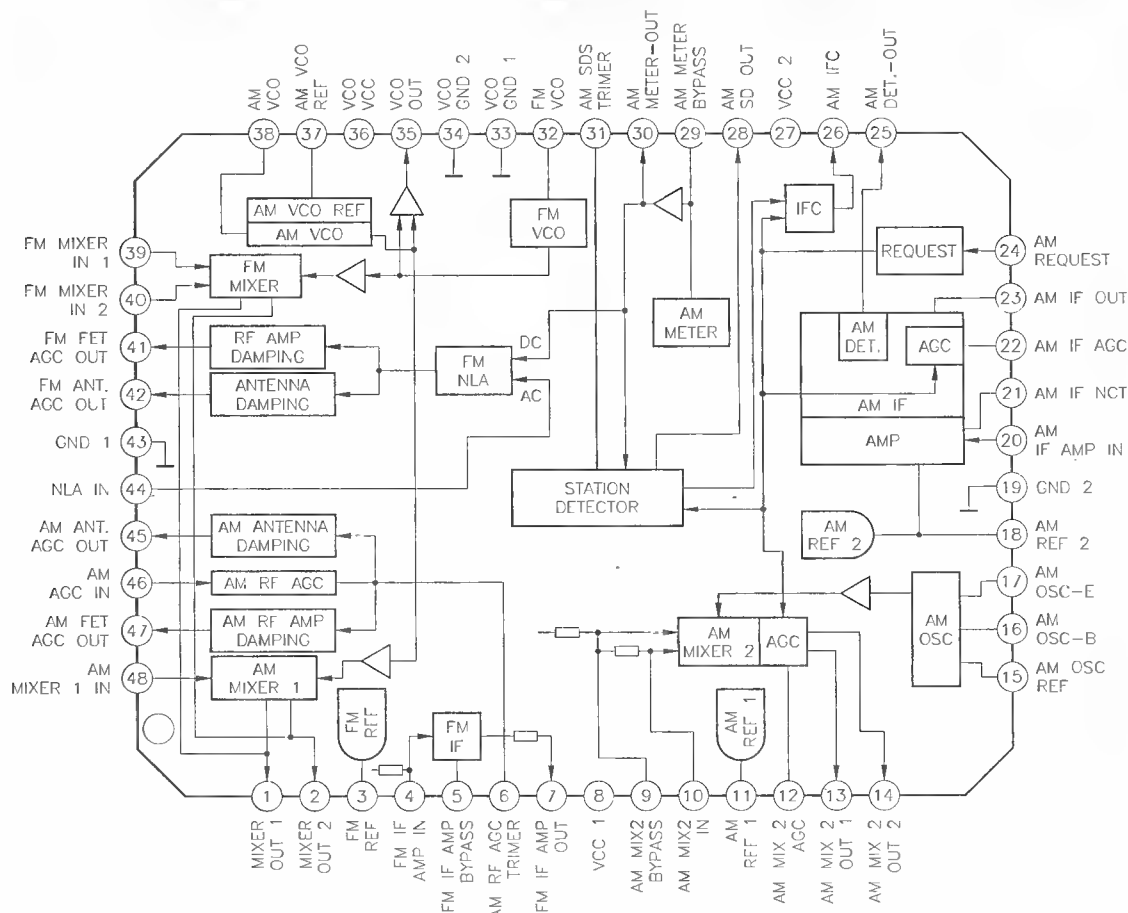 AM
VCO
AM VCO
REF
VCO
VCC
VCO
OUT
VCO
GND 2
VCO
GND 1
FM
VCO
AM SDS
TRIMER
AM
METER-OUT
AM METER
BYPASS
AM
SD OUT
VCC 2
AM IFC
AM
DET.-OUT
38
37
36
35
34
33
32
31
30
29
28
27
26
25
AM VCO REF
AM VCO
FM
VCO
IFC
FM MIXER
IN 1
39
FM
MIXER
REQUEST
24
AM
REQUEST
FM MIXER
IN 2
40
23
AM IF OUT
FM FET
AGC OUT
41
RF AMP
DAMPING
DC
FM
NLA
AC
AM
METER
AM
DET.
AGC
22
AM IF AGC
FM ANT.
AGC OUT
42
ANTENNA
DAMPING
AM IF
21
AM IF NCT
GND 1
43
AMP
20
AM
IF AMP IN
NLA IN
44
STATION
DETECTOR
19
GND 2
AM ANT.
AGC OUT
45
AM ANTENNA
DAMPING
AM
REF 2
18
AM
REF 2
AM
AGC IN
46
AM RF AGC
17
AM
OSC-E
AM FET
AGC OUT
47
AM RF AMP
DAMPING
AM
MIXER 2
AGC
AM
OSC
16
AM
OSC-B
AM
MIXER 1 IN
48
AM
MIXER 1
15
AM OSC
REF
FM
REF
FM
IF
AM
REF 1
1
2
3
4
5
6
7
8
9
10
11
12
13
14
MIXER
OUT 1
MIXER
OUT 2
FM
REF
FM IF
AMP IN
FM IF AMP
BYPASS
AM RF AGC
TRIMER
FM IF AMP
OUT
VCC 1
AM MIX2
BYPASS
AM MIX2
IN
AM
REF 1
AM MIX 2
AGC
AM MIX 2
OUT 1
AM MIX 2
OUT 2